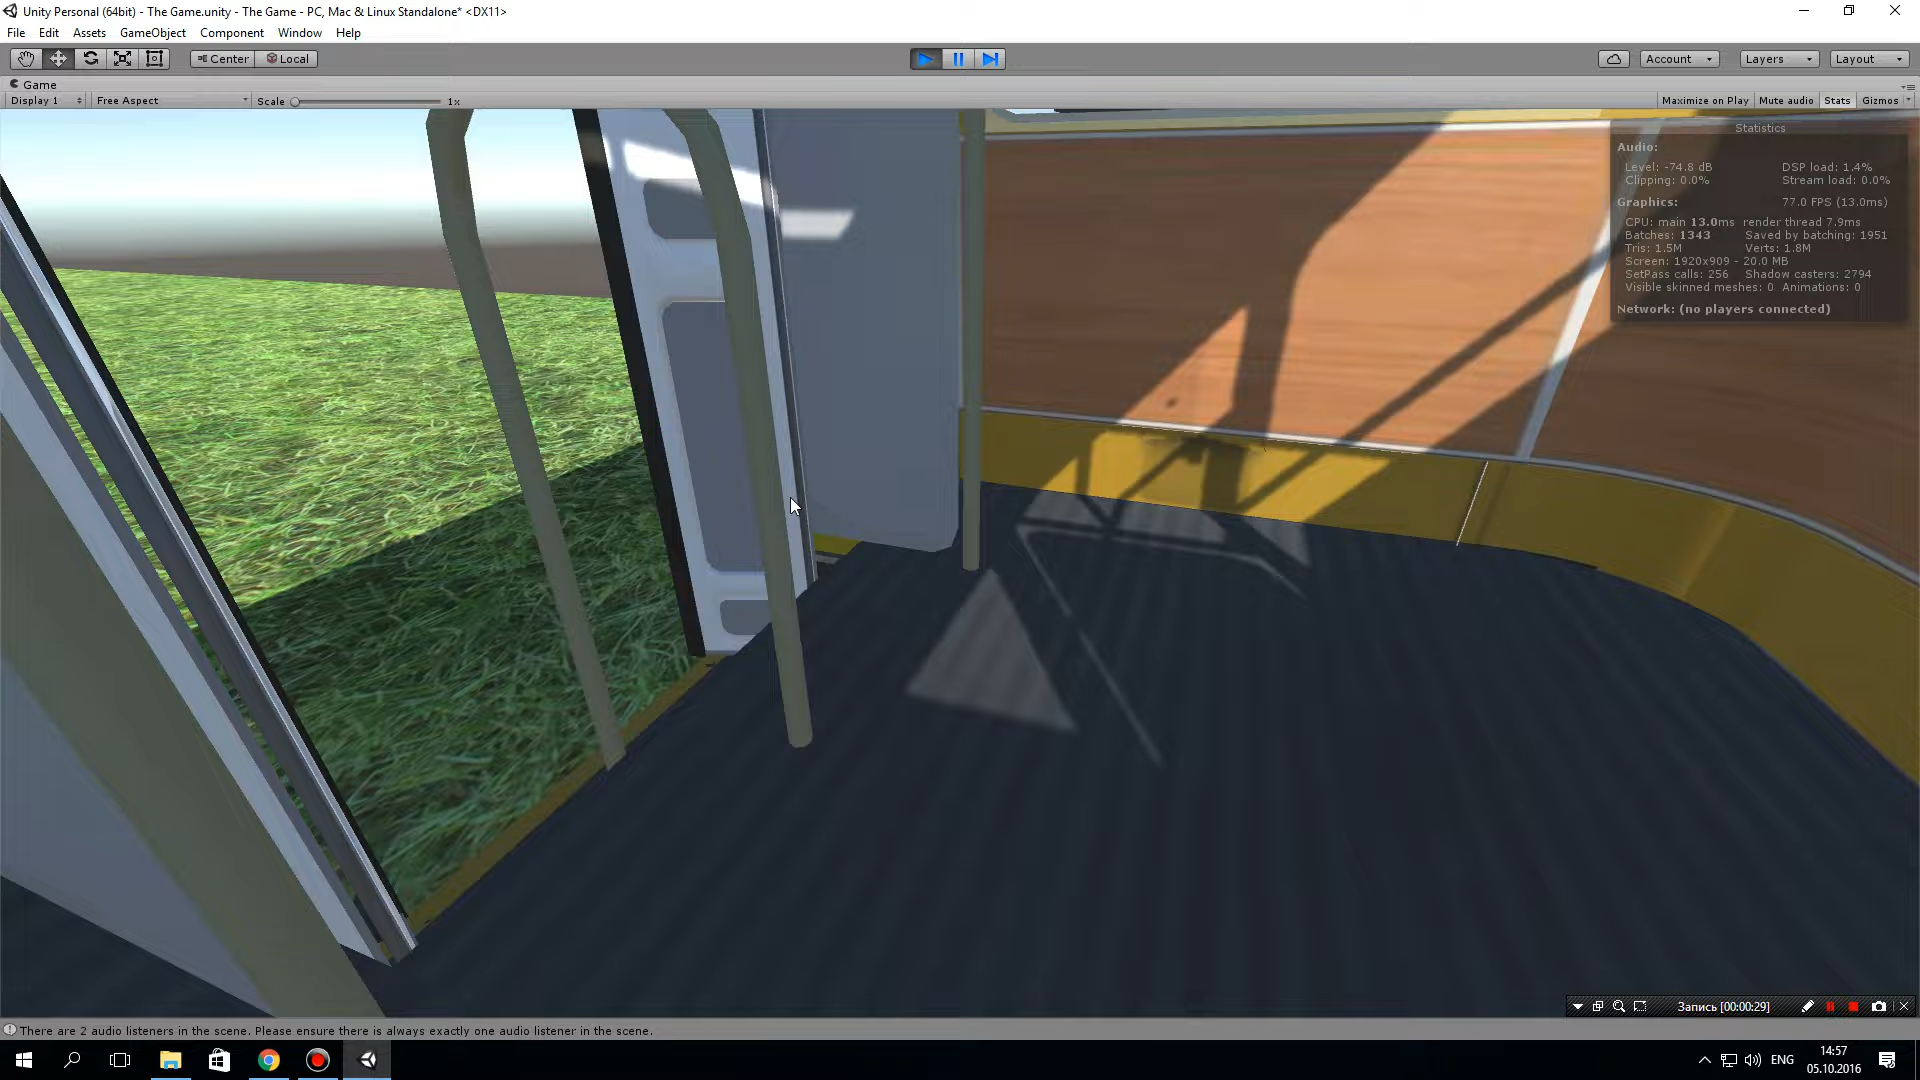 Unity Personal (64bit) - The Game.unity - The Game - PC, Mac & Linux Standalone* <DX11>
File Edit Assets GameObject Component Window Help
Center Local Account Layers Layout
Game
Display 1 Free Aspect Scale 1x Maximize on Play Mute audio Stats Gizmos
Statistics
Audio:
Level: -74.8 dB DSP load: 1.4%
Clipping: 0.0% Stream load: 0.0%
Graphics: 77.0 FPS (13.0ms)
CPU: main 13.0ms render thread 7.9ms
Batches: 1343 Saved by batching: 1951
Tris: 1.5M Verts: 1.8M
Screen: 1920x909 - 20.0 MB
SetPass calls: 256 Shadow casters: 2794
Visible skinned meshes: 0 Animations: 0
Network: (no players connected)
Запись [00:00:29]
There are 2 audio listeners in the scene. Please ensure there is always exactly one audio listener in the scene.
ENG
14:57
05.10.2016